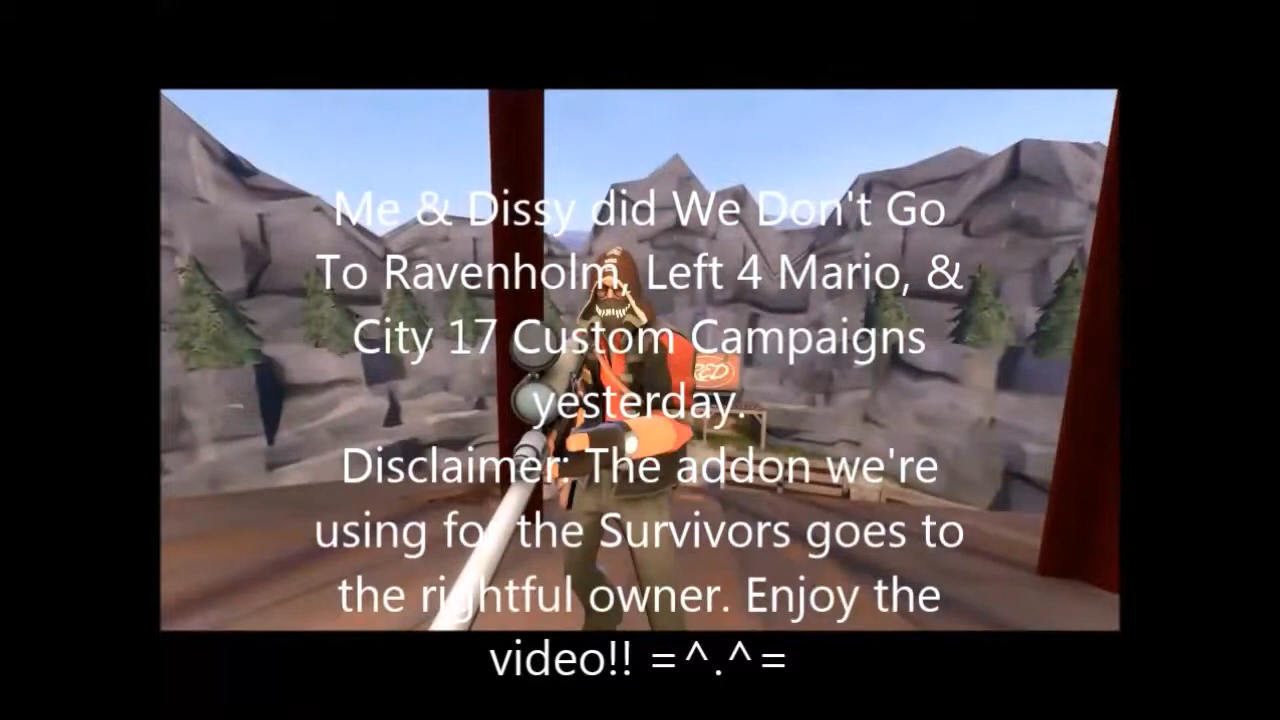 Me & Dissy did We Don't Go
To Ravenholm, Left 4 Mario, &
City 17 Custom Campaigns
yesterday.
Disclaimer: The addon we're
using for the Survivors goes to
the rightful owner. Enjoy the
video!! =^.^=
RED